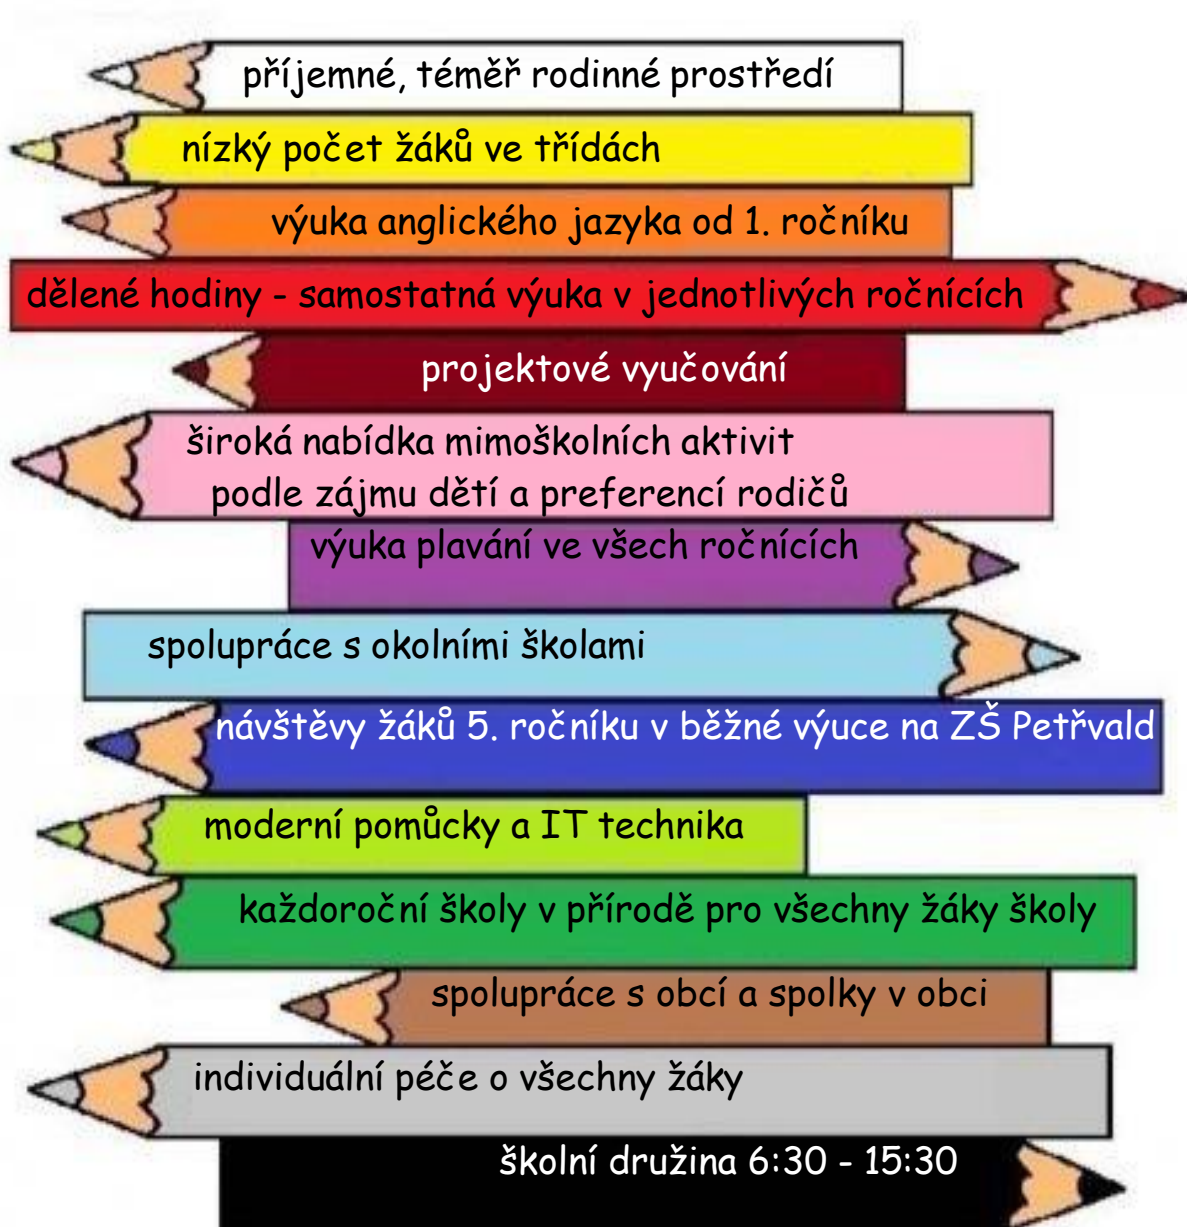 příjemné, téměř rodinné prostředí
nízký počet žáků ve třídách
výuka anglického jazyka od 1. ročníku
dělené hodiny - samostatná výuka v jednotlivých ročnících
projektové vyučování
široká nabídka mimoškolních aktivit
podle zájmu dětí a preferencí rodičů
výuka plavání ve všech ročnících
spolupráce s okolními školami
návštěvy žáků 5. ročníku v běžné výuce na ZŠ Petřvald
moderní pomůcky a IT technika
každoroční školy v přírodě pro všechny žáky školy
spolupráce s obcí a spolky v obci
individuální péče o všechny žáky
školní družina 6:30 - 15:30